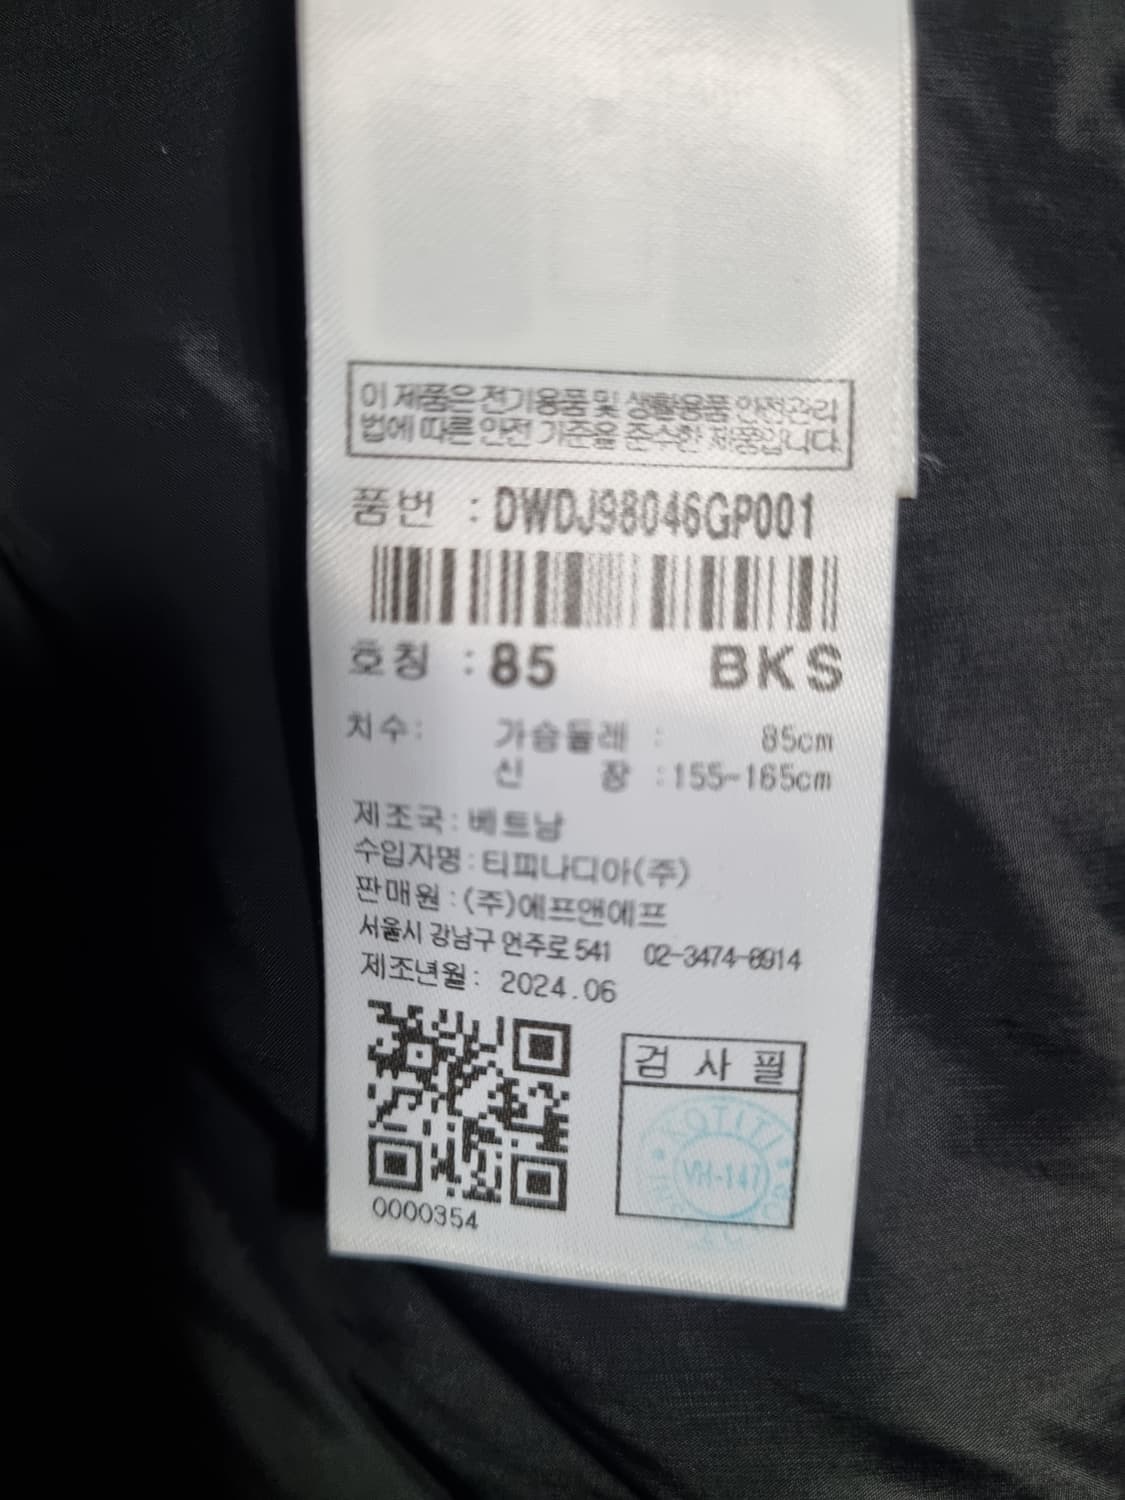 이 제품은 전기용품 및 생활용품 안전관리
법에 따른 안전 기준을 준수한 제품입니다.
품번 : DWDJ98046GP001
호칭 : 85 BKS
치수: 가슴둘레 : 85cm
신 장 : 155-165cm
제조국: 베트남
수입자명: 티피나디아(주)
판매원: (주)에프앤에프
서울시 강남구 언주로 541 02-3474-0914
제조년월: 2024.06
0000354
검사필
KOTITI
VH-147